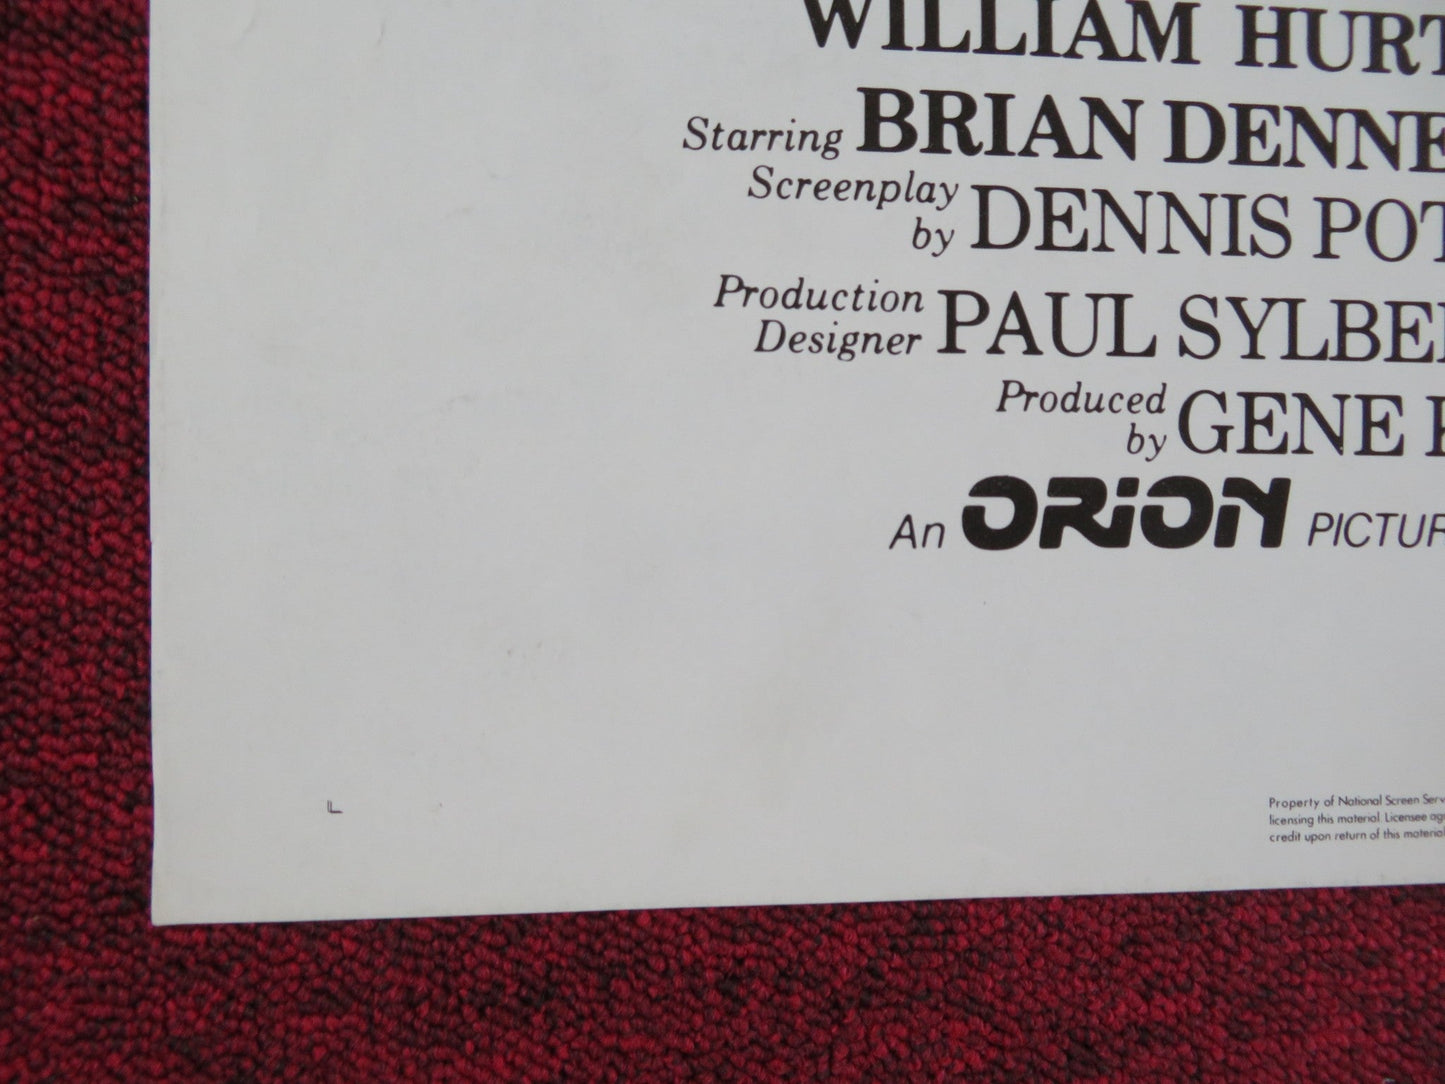 WILLIAM HURT
Starring BRIAN DENNE
Screenplay
by DENNIS POT
Production
Designer PAUL SYLBE
Produced
by GENE
An ORION PICTUR
Property of National Screen Serv
licensing this material. Licensee ag
credit upon return of this material